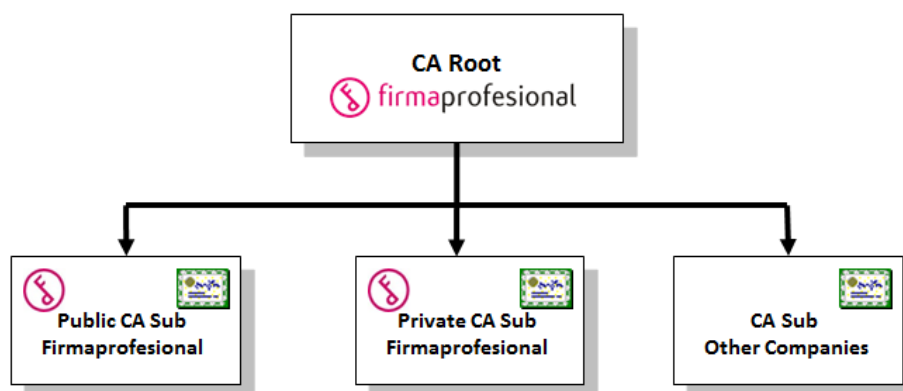 CA Root
firmaprofesional
Public CA Sub
Firmaprofesional
Private CA Sub
Firmaprofesional
CA Sub
Other Companies